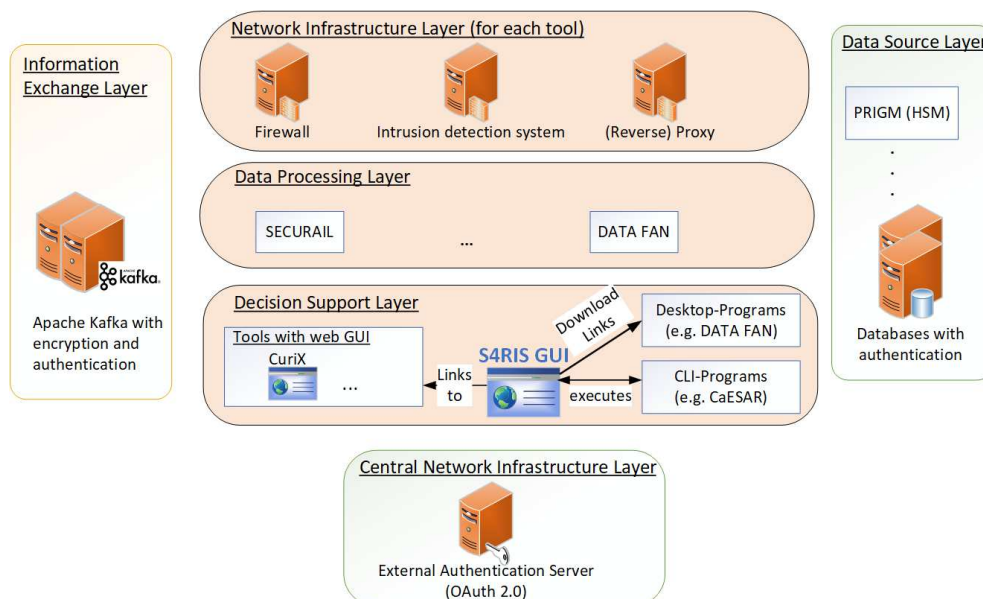 Network Infrastructure Layer (for each tool)
Firewall
Intrusion detection system
(Reverse) Proxy
Information
Exchange Layer
APACHE
kafka®
Apache Kafka with
encryption and
authentication
Data Processing Layer
SECURAIL
...
DATA FAN
Decision Support Layer
Tools with web GUI
CuriX
...
Links
to
S4RIS GUI
Download
Links
executes
Desktop-Programs
(e.g. DATA FAN)
CLI-Programs
(e.g. CaESAR)
Data Source Layer
PRIGM (HSM)
.
.
.
Databases with
authentication
Central Network Infrastructure Layer
External Authentication Server
(OAuth 2.0)